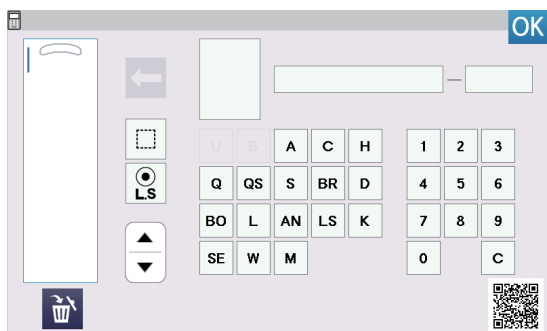 OK
U B A C H 1 2 3
L.S
Q QS S BR D 4 5 6
BO L AN LS K 7 8 9
SE W M 0 C